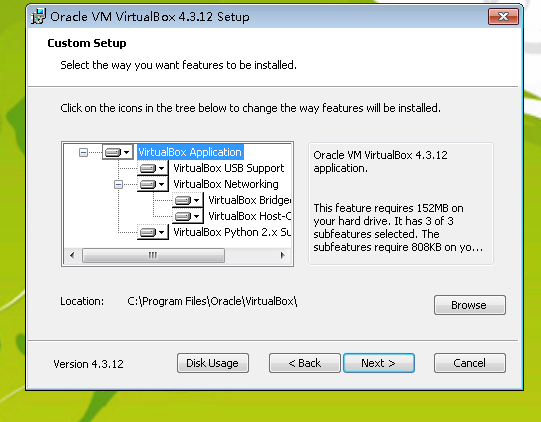 Oracle VM VirtualBox 4.3.12 Setup
Custom Setup
Select the way you want features to be installed.
Click on the icons in the tree below to change the way features will be installed.
VirtualBox Application
VirtualBox USB Support
VirtualBox Networking
VirtualBox Bridge
VirtualBox Host-C
VirtualBox Python 2.x Su
Oracle VM VirtualBox 4.3.12
application.
This feature requires 152MB on
your hard drive. It has 3 of 3
subfeatures selected. The
subfeatures require 808KB on yo...
Location: C:\Program Files\Oracle\VirtualBox\
Browse
Version 4.3.12
Disk Usage
< Back
Next >
Cancel